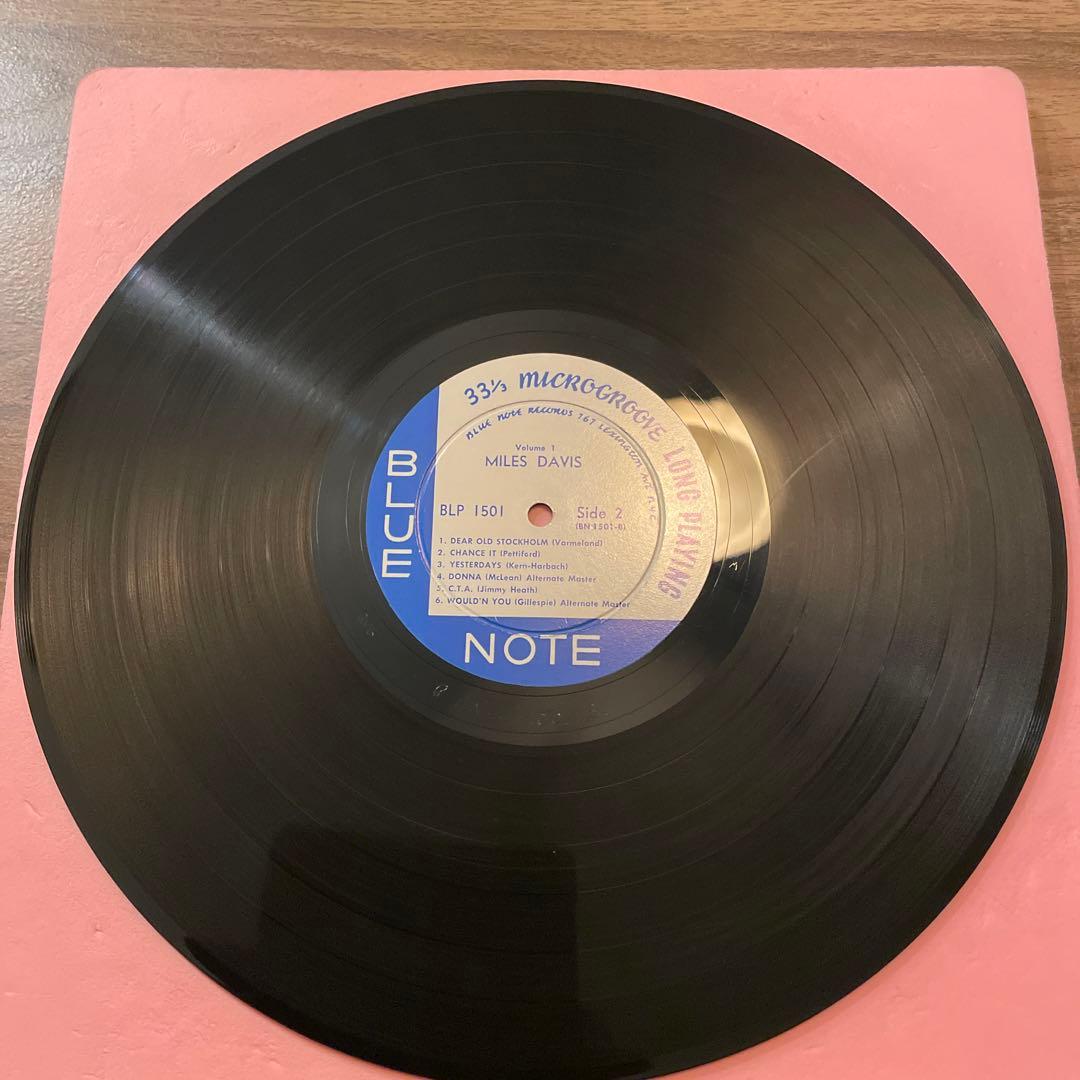 33⅓ MICROGROOVE LONG PLAYING
BLUE NOTE RECORDS 767 LEXINGTON AVE N.Y.C
Volume 1
MILES DAVIS
BLP 1501
Side 2
(BN 1501-B)
1. DEAR OLD STOCKHOLM (Varmeland)
2. CHANCE IT (Pettiford)
3. YESTERDAYS (Kern-Harbach)
4. DONNA (McLean) Alternate Master
5. C.T.A. (Jimmy Heath)
6. WOULD'N YOU (Gillespie) Alternate Master
BLUE
NOTE